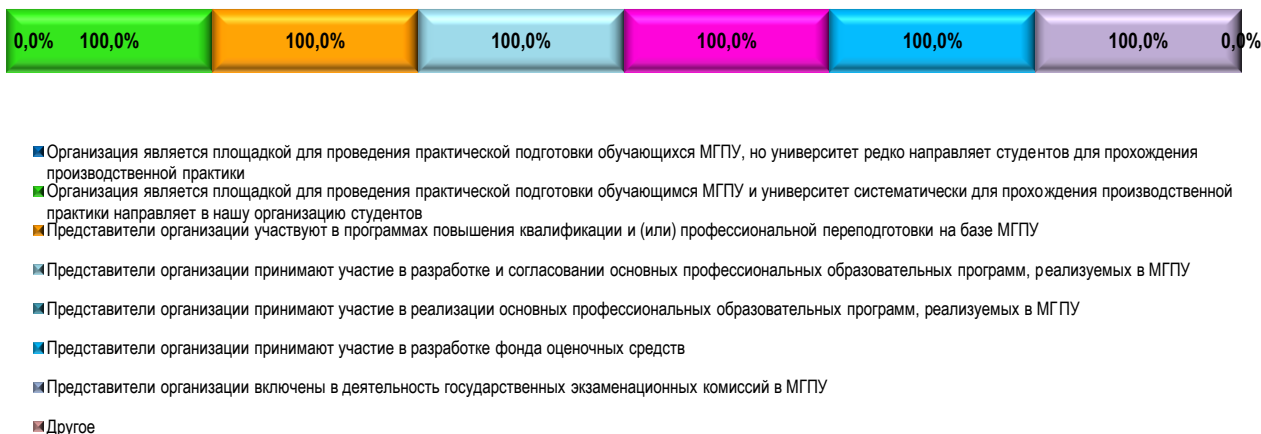 0,0% 100,0% 100,0% 100,0% 100,0% 100,0% 100,0% 0,0%
Организация является площадкой для проведения практической подготовки обучающихся МГПУ, но университет редко направляет студентов для прохождения
производственной практики
Организация является площадкой для проведения практической подготовки обучающимся МГПУ и университет систематически для прохождения производственной
практики направляет в нашу организацию студентов
Представители организации участвуют в программах повышения квалификации и (или) профессиональной переподготовки на базе МГПУ
Представители организации принимают участие в разработке и согласовании основных профессиональных образовательных программ, реализуемых в МГПУ
Представители организации принимают участие в реализации основных профессиональных образовательных программ, реализуемых в МГПУ
Представители организации принимают участие в разработке фонда оценочных средств
Представители организации включены в деятельность государственных экзаменационных комиссий в МГПУ
Другое